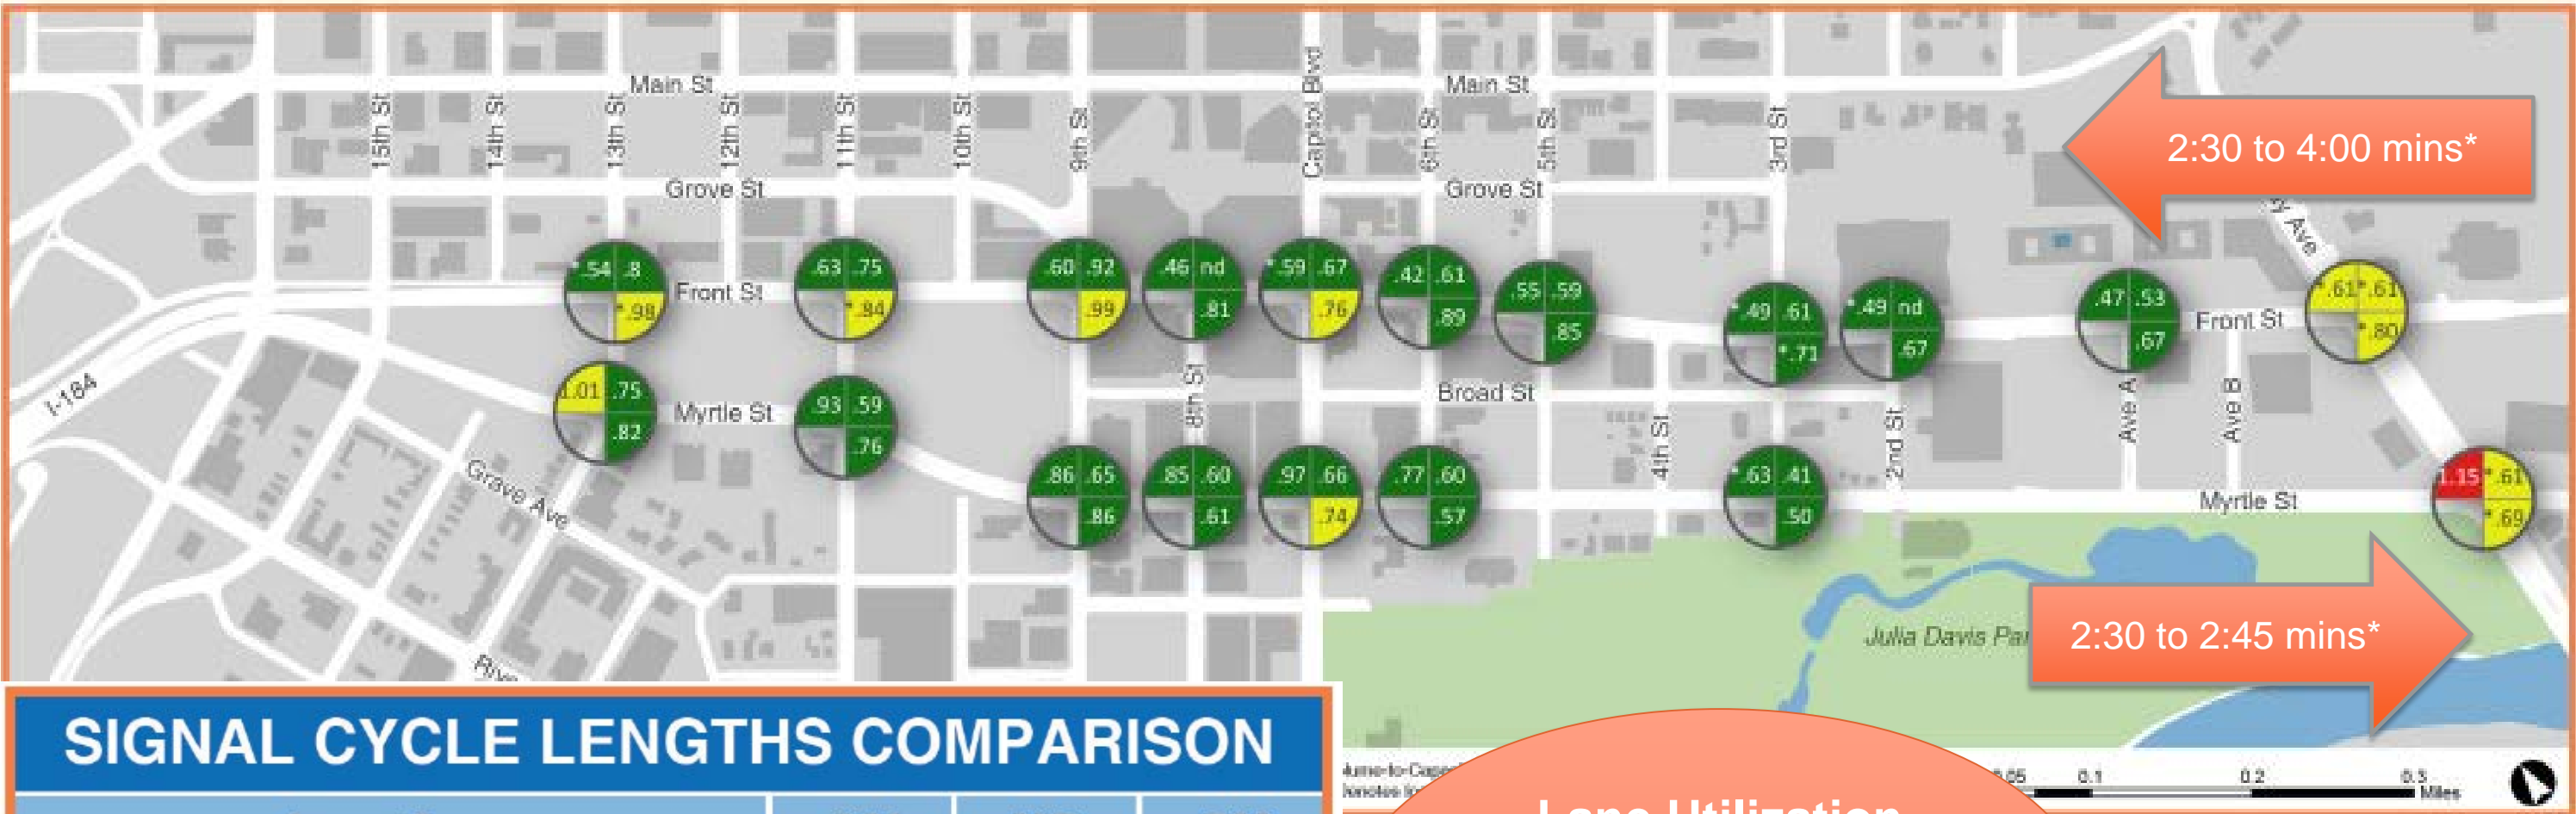 Main St
Main St
Capitol Blvd
15th St
14th St
13th St
12th St
11th St
10th St
9th St
6th St
5th St
3rd St
2:30 to 4:00 mins*
Grove St
Grove St
y Ave
*.54 .8
*.98
Front St
.63 .75
*.84
.60 .92
.99
.46 nd
.81
*.59 .67
.76
.42 .61
.89
.55 .59
.85
*.49 .61
*.71
*.49 nd
.67
.47 .53
.67
Front St
*.61 *.61
*.80
I-184
1.01 .75
.82
Myrtle St
.93 .59
.76
8th St
Broad St
4th St
2nd St
Ave A
Ave B
Grave Ave
.86 .65
.86
.85 .60
.61
.97 .66
.74
.77 .60
.57
*.63 .41
.50
Myrtle St
1.15 *.61
*.69
Julia Davis Par
2:30 to 2:45 mins*
SIGNAL CYCLE LENGTHS COMPARISON
Lane Utilization
0.05 0.1 0.2 0.3
Miles